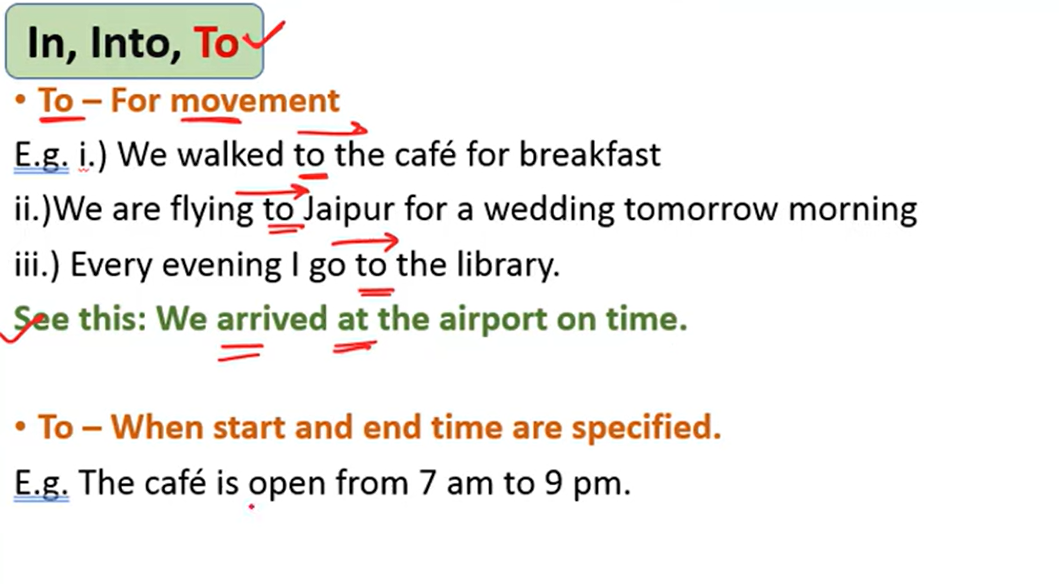 In, Into, To
• To – For movement
E.g. i.) We walked to the café for breakfast
ii.)We are flying to Jaipur for a wedding tomorrow morning
iii.) Every evening I go to the library.
See this: We arrived at the airport on time.
• To – When start and end time are specified.
E.g. The café is open from 7 am to 9 pm.